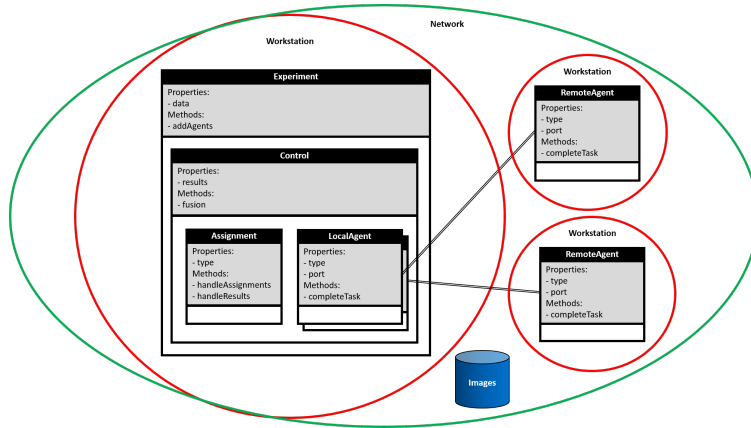 Network
Workstation
Experiment
Properties:
- data
Methods:
- addAgents
Control
Properties:
- results
Methods:
- fusion
Assignment
Properties:
- type
Methods:
- handleAssignments
- handleResults
LocalAgent
Properties:
- type
- port
Methods:
- completeTask
Workstation
RemoteAgent
Properties:
- type
- port
Methods:
- completeTask
Workstation
RemoteAgent
Properties:
- type
- port
Methods:
- completeTask
Images